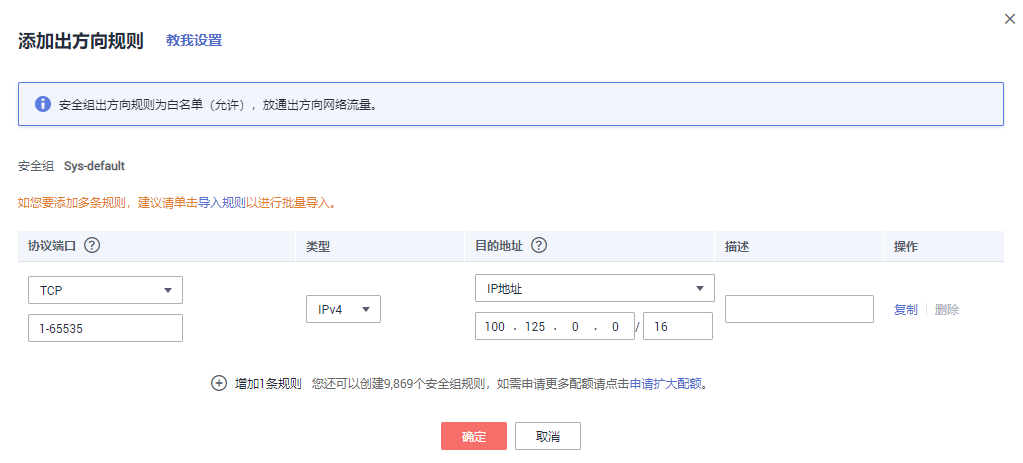 添加出方向规则 教我设置
安全组出方向规则为白名单（允许），放通出方向网络流量。
安全组 Sys-default
如您要添加多条规则，建议请单击导入规则以进行批量导入。
协议端口 ? 类型 目的地址 ? 描述 操作
TCP IP地址
IPv4 复制 删除
1-65535 100 . 125 . 0 . 0 / 16
增加1条规则 您还可以创建9,869个安全组规则，如需申请更多配额请点击申请扩大配额。
确定 取消